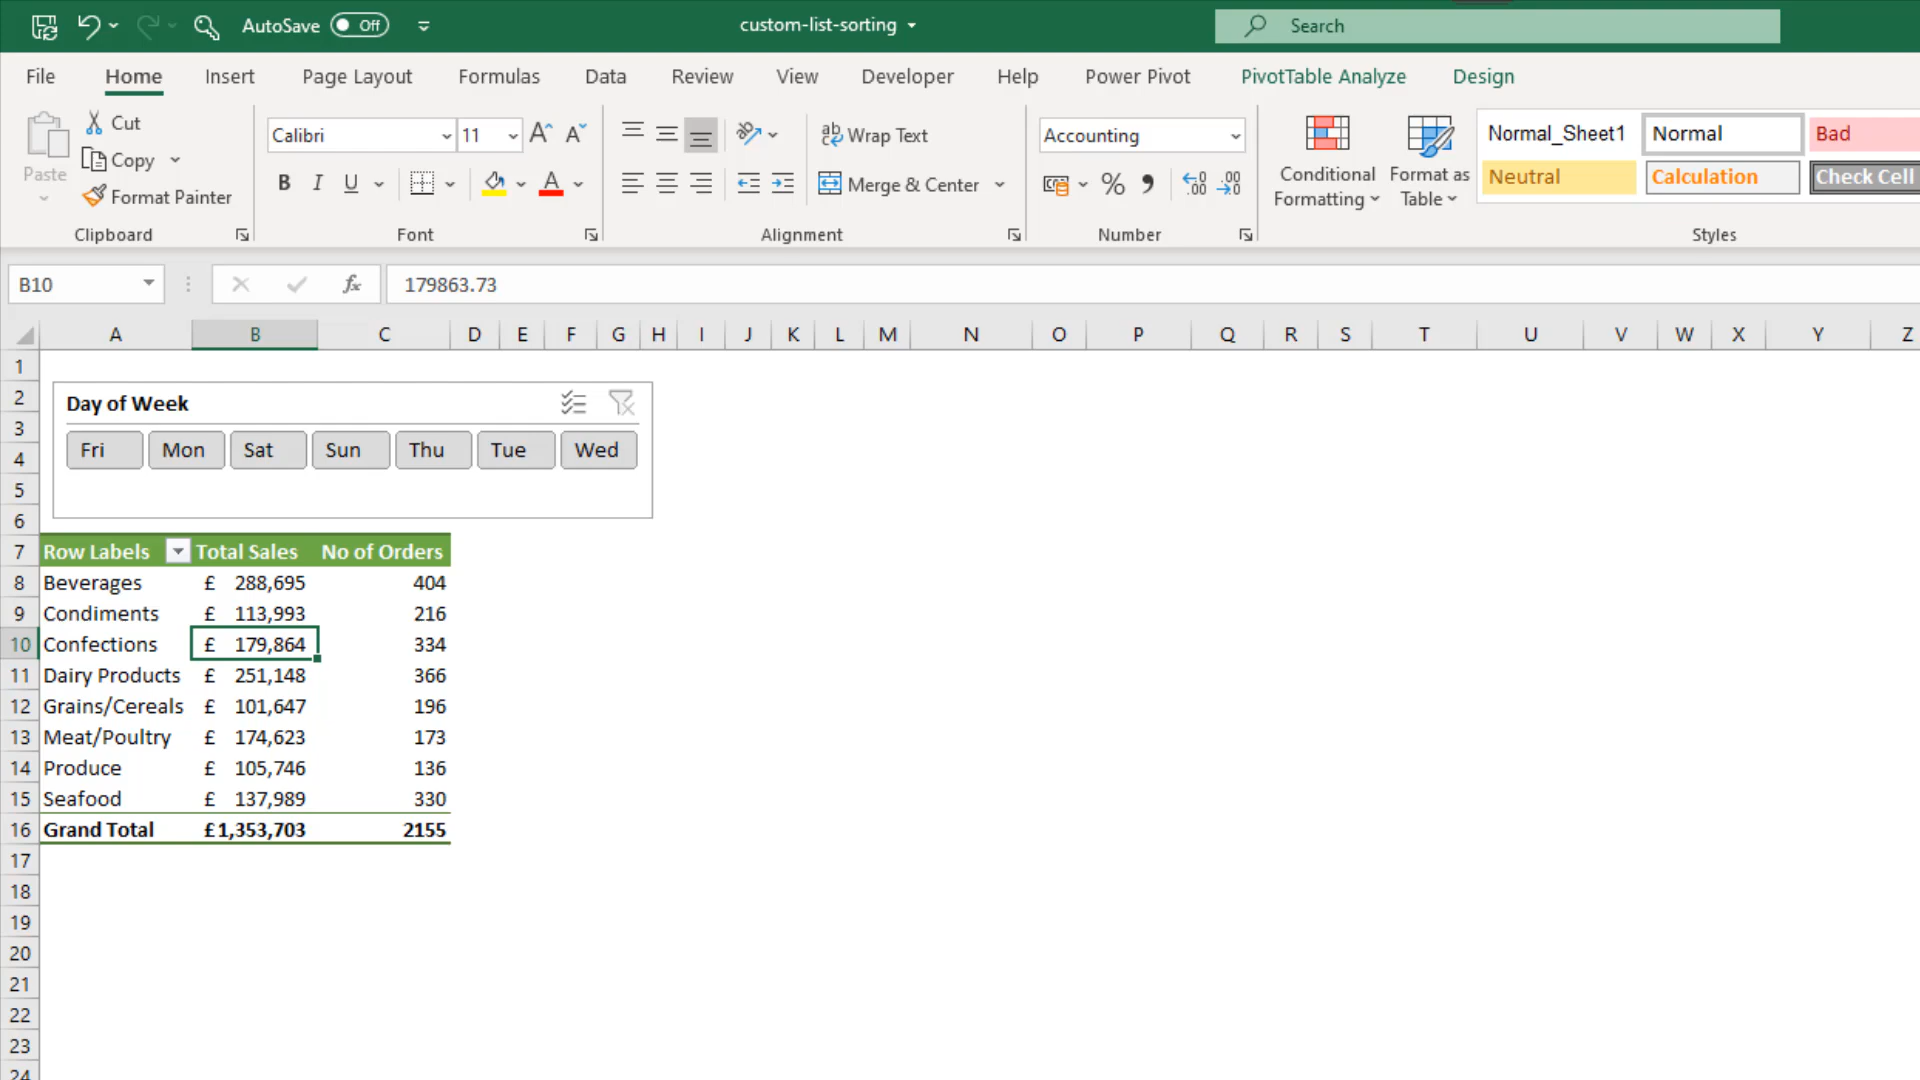 AutoSave Off custom-list-sorting Search
File Home Insert Page Layout Formulas Data Review View Developer Help Power Pivot PivotTable Analyze Design
Paste Cut Copy Format Painter
Calibri 11
B I U
Wrap Text
Merge & Center
Accounting
Conditional Formatting
Format as Table
Normal_Sheet1 Normal Bad
Neutral Calculation Check Cell
Clipboard Font Alignment Number Styles
B10 fx 179863.73
A B C D E F G H I J K L M N O P Q R S T U V W X Y Z
1
2
3
4
5
6
Day of Week
Fri Mon Sat Sun Thu Tue Wed
7 Row Labels Total Sales No of Orders
8 Beverages £ 288,695 404
9 Condiments £ 113,993 216
10 Confections £ 179,864 334
11 Dairy Products £ 251,148 366
12 Grains/Cereals £ 101,647 196
13 Meat/Poultry £ 174,623 173
14 Produce £ 105,746 136
15 Seafood £ 137,989 330
16 Grand Total £1,353,703 2155
17
18
19
20
21
22
23
24